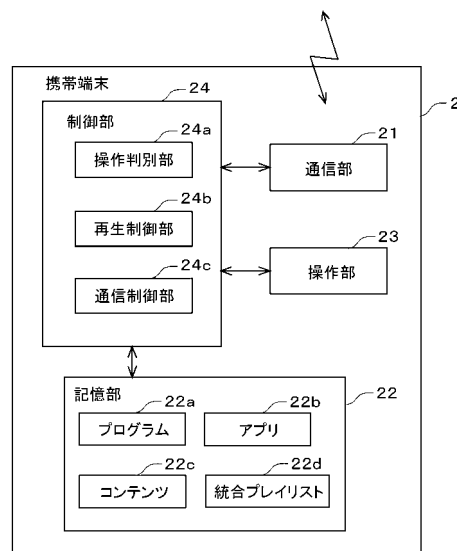 携帯端末
24
2
制御部
24a
操作判別部
24b
再生制御部
24c
通信制御部
21
通信部
23
操作部
記憶部
22
22a
プログラム
22b
アプリ
22c
コンテンツ
22d
統合プレイリスト